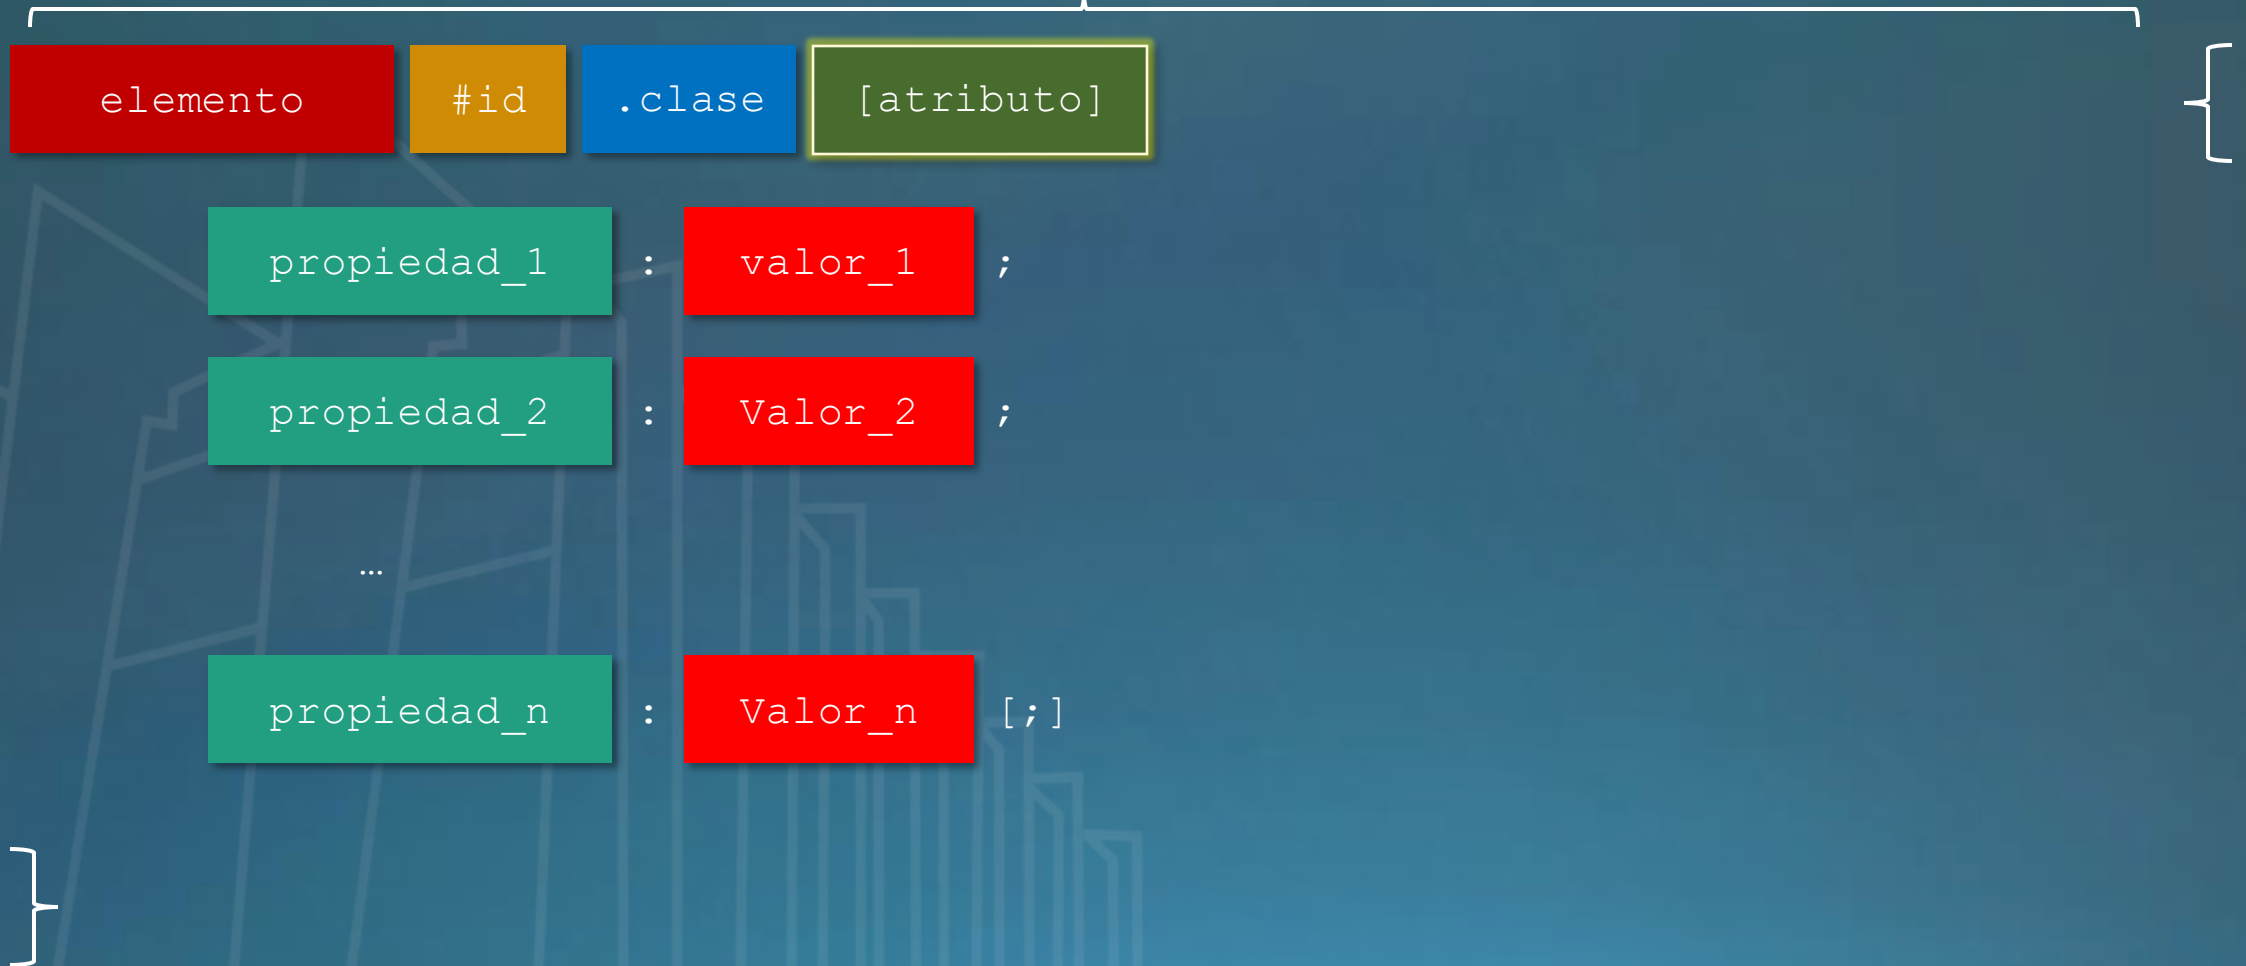 elemento #id .clase [atributo] {
propiedad_1 : valor_1 ;
propiedad_2 : Valor_2 ;
…
propiedad_n : Valor_n [;]
}